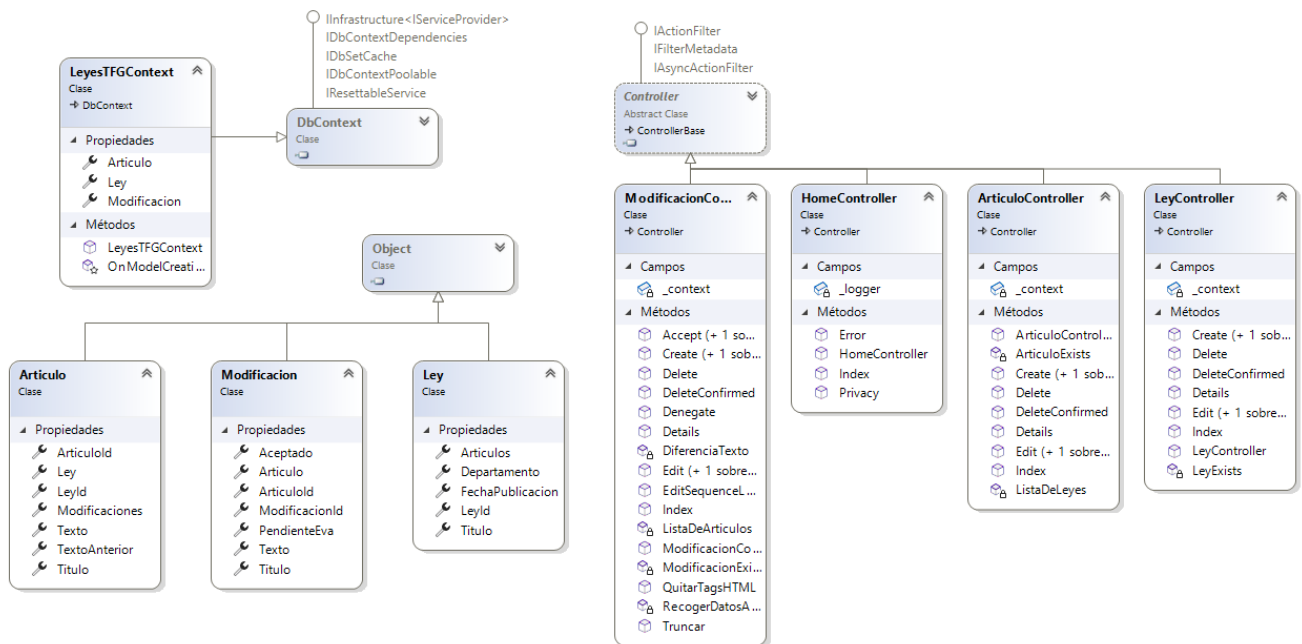 IInfrastructure<IServiceProvider>
IDbContextDependencies
IDbSetCache
IDbContextPoolable
IResettableService
LeyesTFGContext
Clase
DbContext
Propiedades
Articulo
Ley
Modificacion
Métodos
LeyesTFGContext
OnModelCreati...
DbContext
Clase
Object
Clase
Articulo
Clase
Propiedades
ArticuloId
Ley
LeyId
Modificaciones
Texto
TextoAnterior
Titulo
Modificacion
Clase
Propiedades
Aceptado
Articulo
ArticuloId
ModificacionId
PendienteEva
Texto
Titulo
Ley
Clase
Propiedades
Articulos
Departamento
FechaPublicacion
LeyId
Titulo
IActionFilter
IFilterMetadata
IAsyncActionFilter
Controller
Abstract Clase
ControllerBase
ModificacionCo...
Clase
Controller
Campos
_context
Métodos
Accept (+ 1 so...
Create (+ 1 sob...
Delete
DeleteConfirmed
Denegate
Details
DiferenciaTexto
Edit (+ 1 sobre...
EditSequenceL...
Index
ListaDeArticulos
ModificacionCo...
ModificacionExi...
QuitarTagsHTML
RecogerDatosA...
Truncar
HomeController
Clase
Controller
Campos
_logger
Métodos
Error
HomeController
Index
Privacy
ArticuloController
Clase
Controller
Campos
_context
Métodos
ArticuloControl...
ArticuloExists
Create (+ 1 sob...
Delete
DeleteConfirmed
Details
Edit (+ 1 sobre...
Index
ListaDeLeyes
LeyController
Clase
Controller
Campos
_context
Métodos
Create (+ 1 sob...
Delete
DeleteConfirmed
Details
Edit (+ 1 sobre...
Index
LeyController
LeyExists